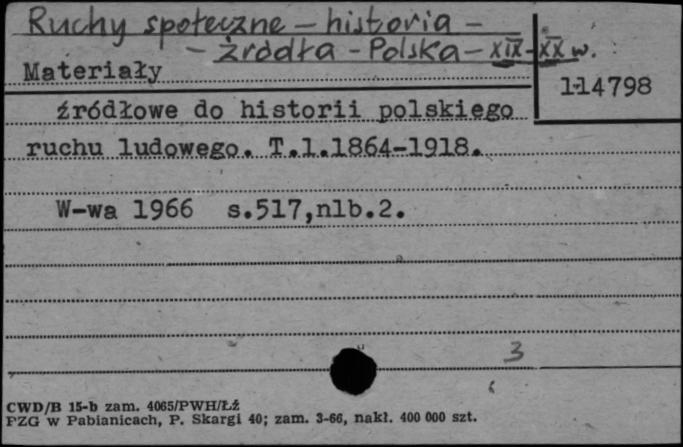 Ruchy społeczne – historia –
– źródła – Polska – XIX-XX w.
Materiały
114798
źródłowe do historii polskiego
ruchu ludowego. T.1.1864-1918.
W-wa 1966 s.517,nlb.2.
3
CWD/B 15-b zam. 4065/PWH/Łź
PZG w Pabianicach, P. Skargi 40; zam. 3-66, nakł. 400 000 szt.